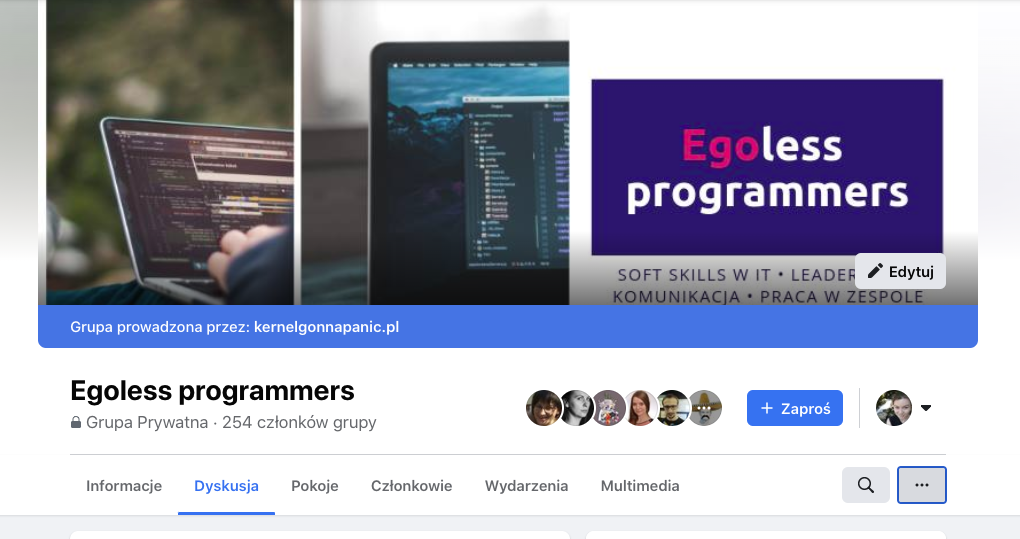 Egoless
programmers
SOFT SKILLS W IT • LEADER
KOMUNIKACJA • PRACA W ZESPOLE
Edytuj
Grupa prowadzona przez: kernelgonnapanic.pl
Egoless programmers
Grupa Prywatna · 254 członków grupy
+ Zaproś
Informacje Dyskusja Pokoje Członkowie Wydarzenia Multimedia